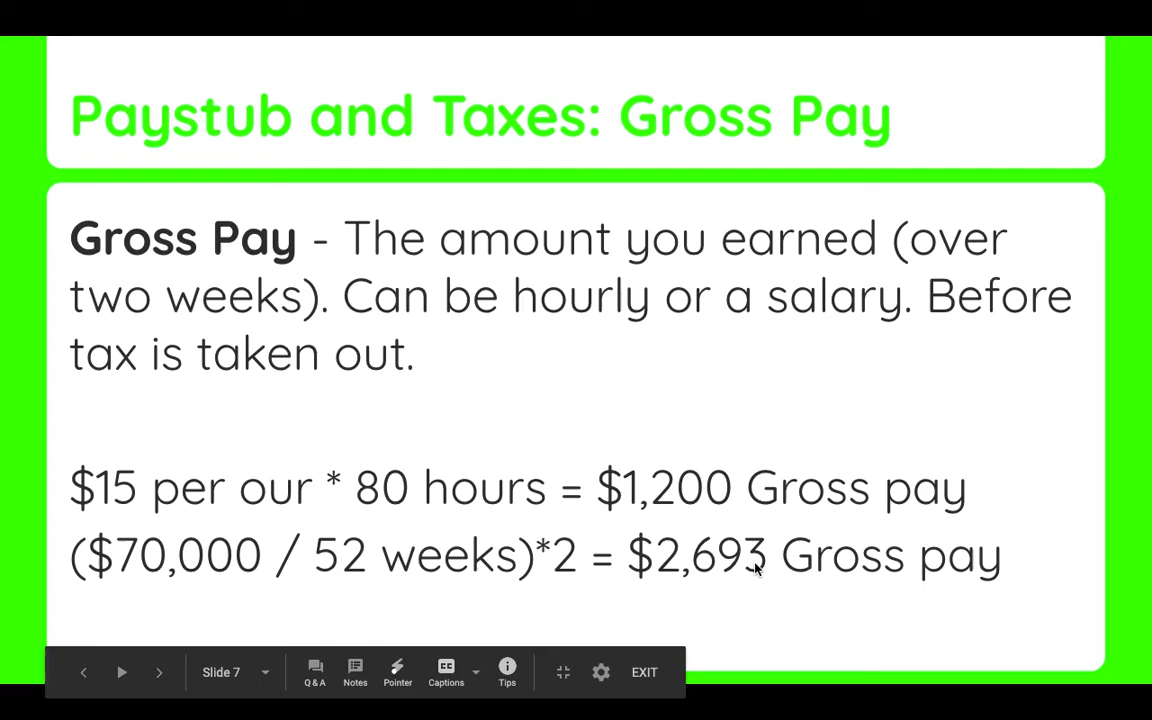 Paystub and Taxes: Gross Pay
Gross Pay - The amount you earned (over
two weeks). Can be hourly or a salary. Before
tax is taken out.
$15 per our * 80 hours = $1,200 Gross pay
($70,000 / 52 weeks)*2 = $2,693 Gross pay
Slide 7
Q & A
Notes
Pointer
CC
Captions
Tips
EXIT